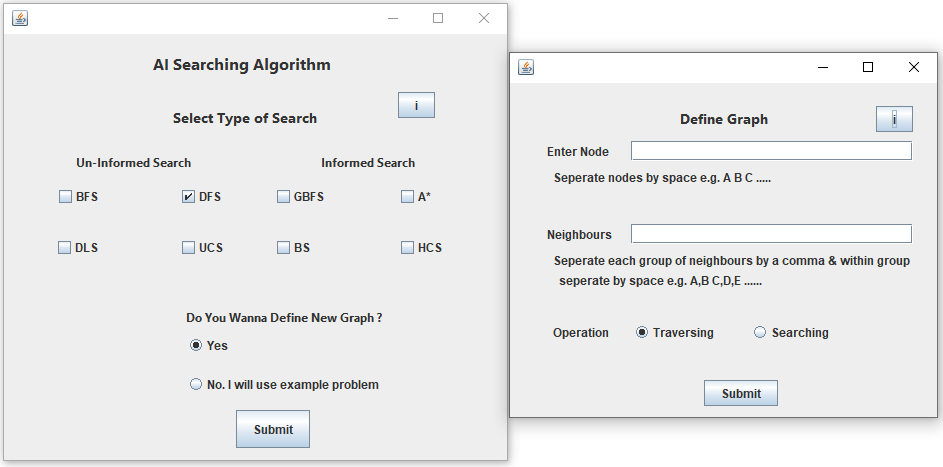 AI Searching Algorithm
i
Select Type of Search
Un-Informed Search Informed Search
BFS DFS GBFS A*
DLS UCS BS HCS
Do You Wanna Define New Graph ?
Yes
No. I will use example problem
Submit
Define Graph i
Enter Node
Seperate nodes by space e.g. A B C .....
Neighbours
Seperate each group of neighbours by a comma & within group
seperate by space e.g. A,B C,D,E ......
Operation Traversing Searching
Submit